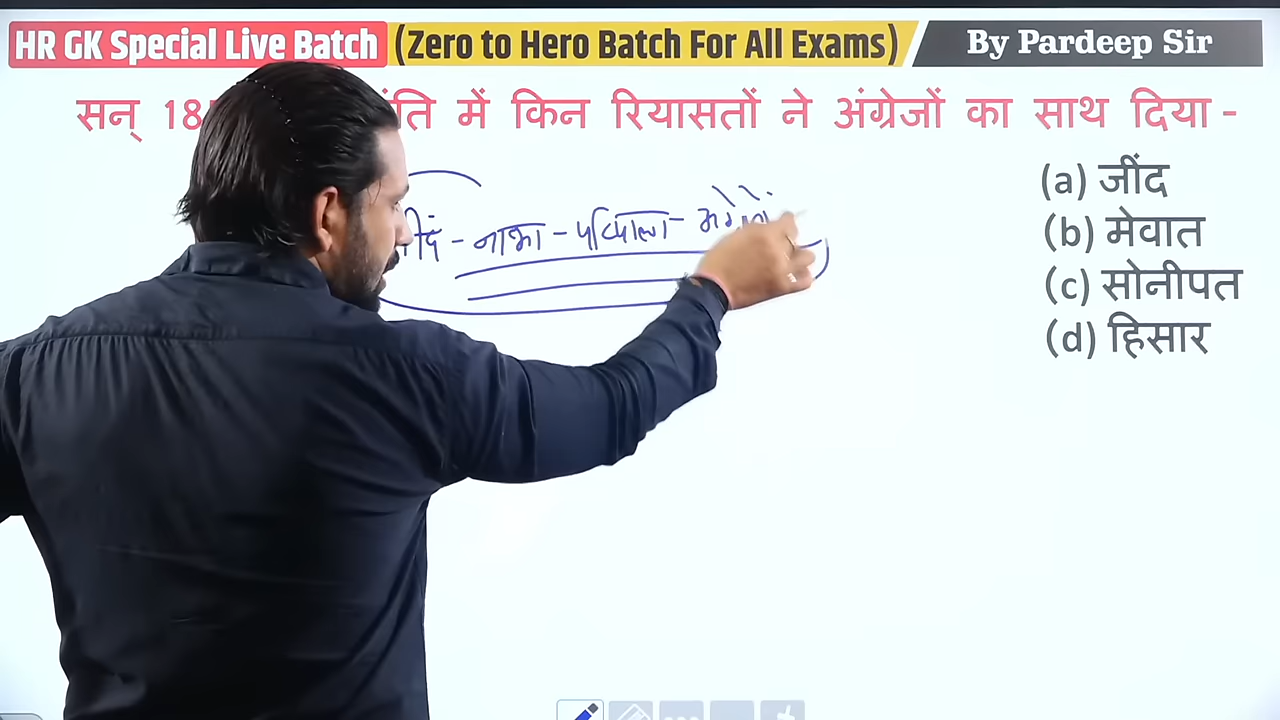 HR GK Special Live Batch (Zero to Hero Batch For All Exams) By Pardeep Sir
सन् 18 में किन रियासतों ने अंग्रेजों का साथ दिया -
(a) जींद
- नाभा - पटियाला -
(b) मेवात
(c) सोनीपत
(d) हिसार